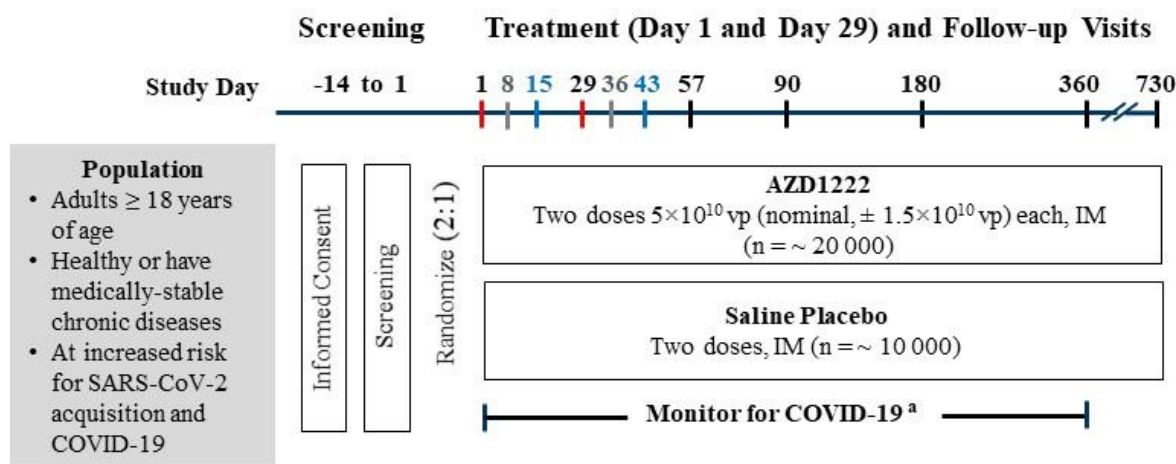 Screening
Treatment (Day 1 and Day 29) and Follow-up Visits
Study Day
-14 to 1
1 8 15 29 36 43 57 90 180 360 730
Population
• Adults ≥ 18 years
of age
• Healthy or have
medically-stable
chronic diseases
• At increased risk
for SARS-CoV-2
acquisition and
COVID-19
Informed Consent
Screening
Randomize (2:1)
AZD1222
Two doses 5×10¹⁰ vp (nominal, ± 1.5×10¹⁰ vp) each, IM
(n = ~ 20 000)
Saline Placebo
Two doses, IM (n = ~ 10 000)
Monitor for COVID-19 ᵃ